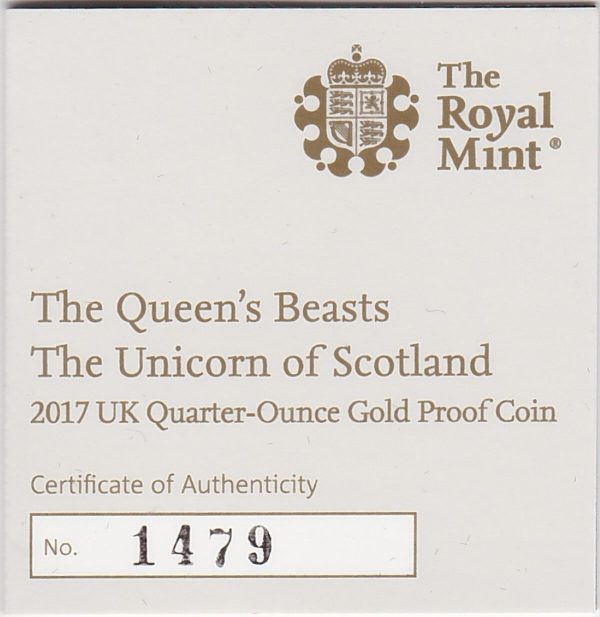 The
Royal
Mint®
The Queen's Beasts
The Unicorn of Scotland
2017 UK Quarter-Ounce Gold Proof Coin
Certificate of Authenticity
No. 1479